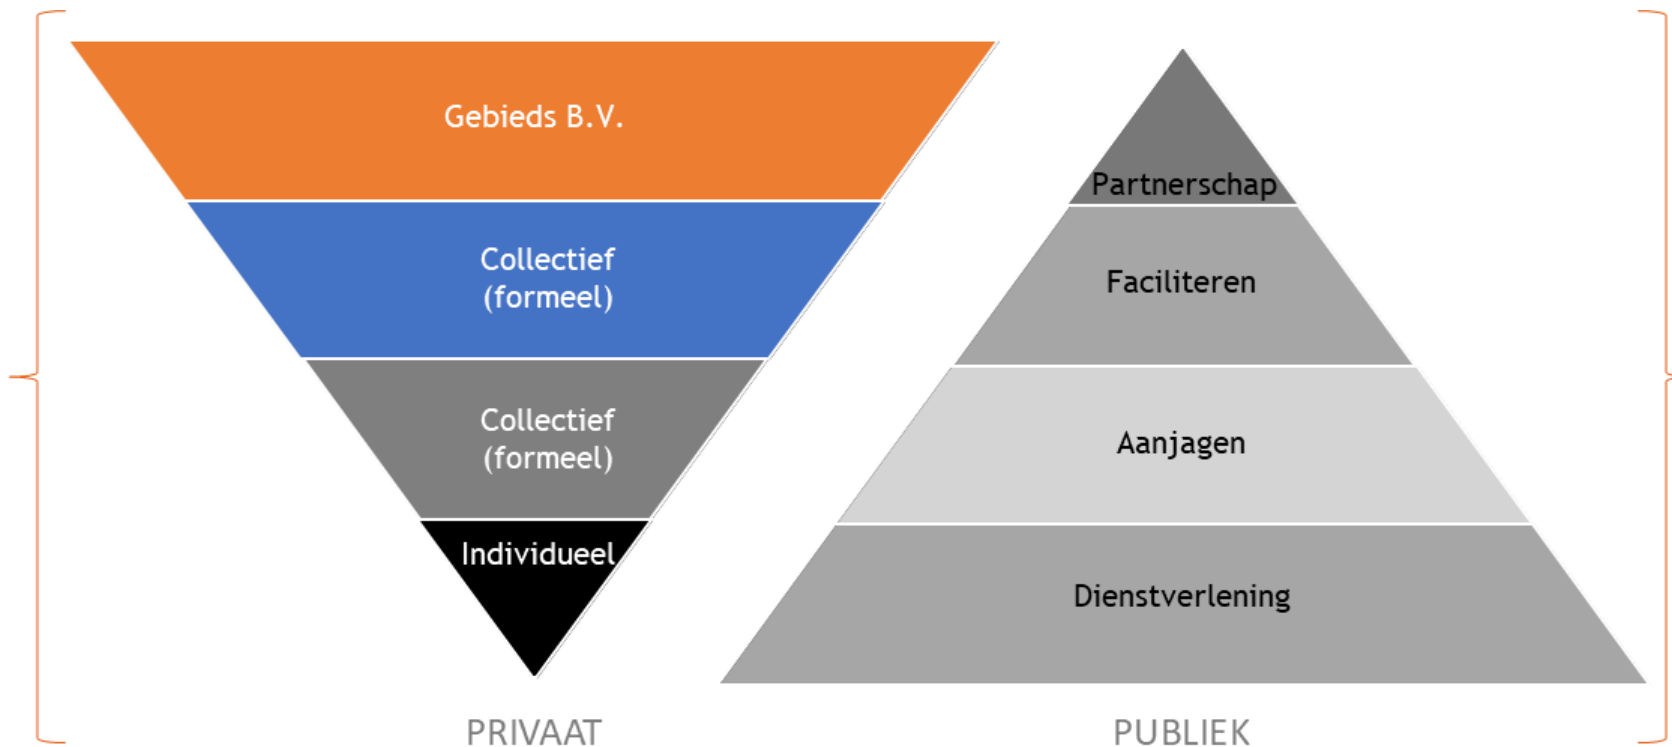 Gebieds B.V.
Collectief
(formeel)
Collectief
(formeel)
Individueel
PRIVAAT
Partnerschap
Faciliteren
Aanjagen
Dienstverlening
PUBLIEK